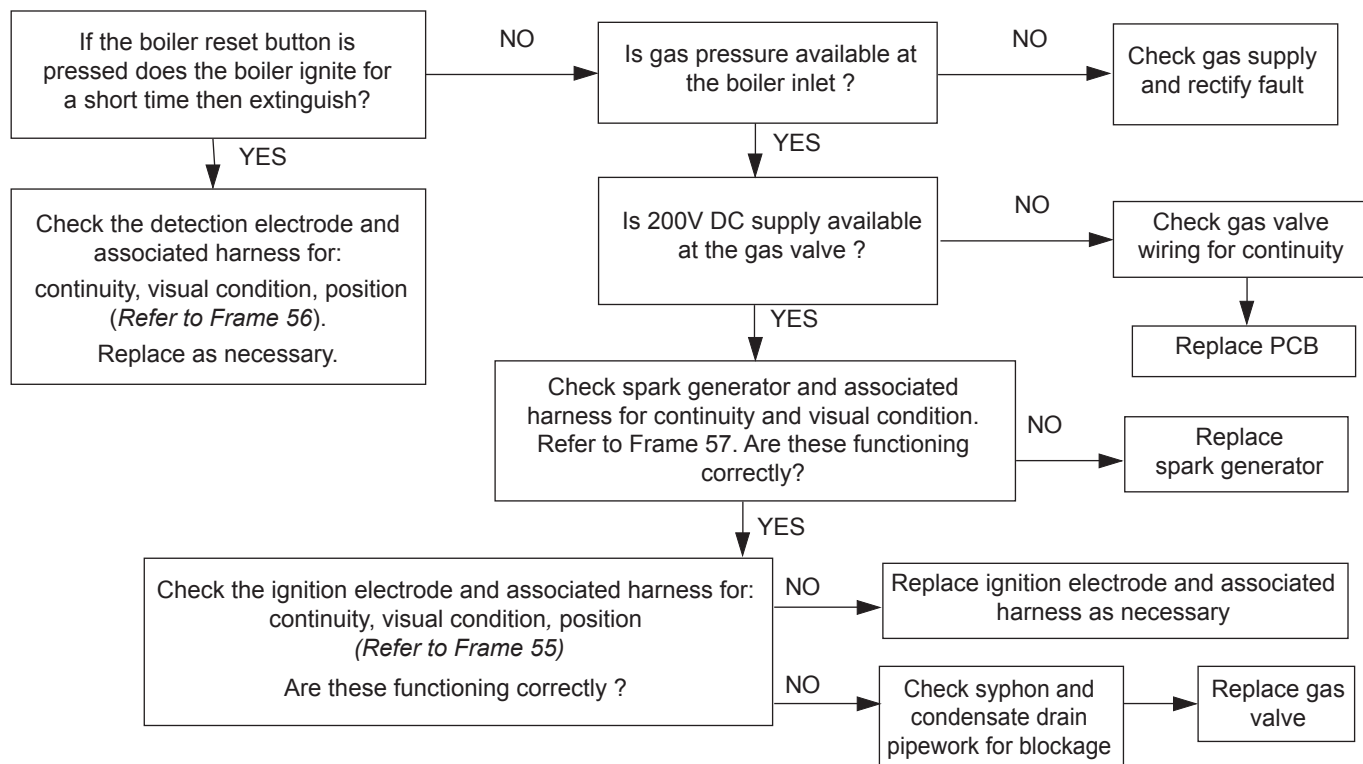 If the boiler reset button is
pressed does the boiler ignite for
a short time then extinguish?
NO
Is gas pressure available at
the boiler inlet ?
NO
Check gas supply
and rectify fault
YES
YES
Check the detection electrode and
associated harness for:
continuity, visual condition, position
(Refer to Frame 56).
Replace as necessary.
Is 200V DC supply available
at the gas valve ?
NO
Check gas valve
wiring for continuity
Replace PCB
YES
Check spark generator and associated
harness for continuity and visual condition.
Refer to Frame 57. Are these functioning
correctly?
NO
Replace
spark generator
YES
Check the ignition electrode and associated harness for:
continuity, visual condition, position
(Refer to Frame 55)
Are these functioning correctly ?
NO
Replace ignition electrode and associated
harness as necessary
NO
Check syphon and
condensate drain
pipework for blockage
Replace gas
valve